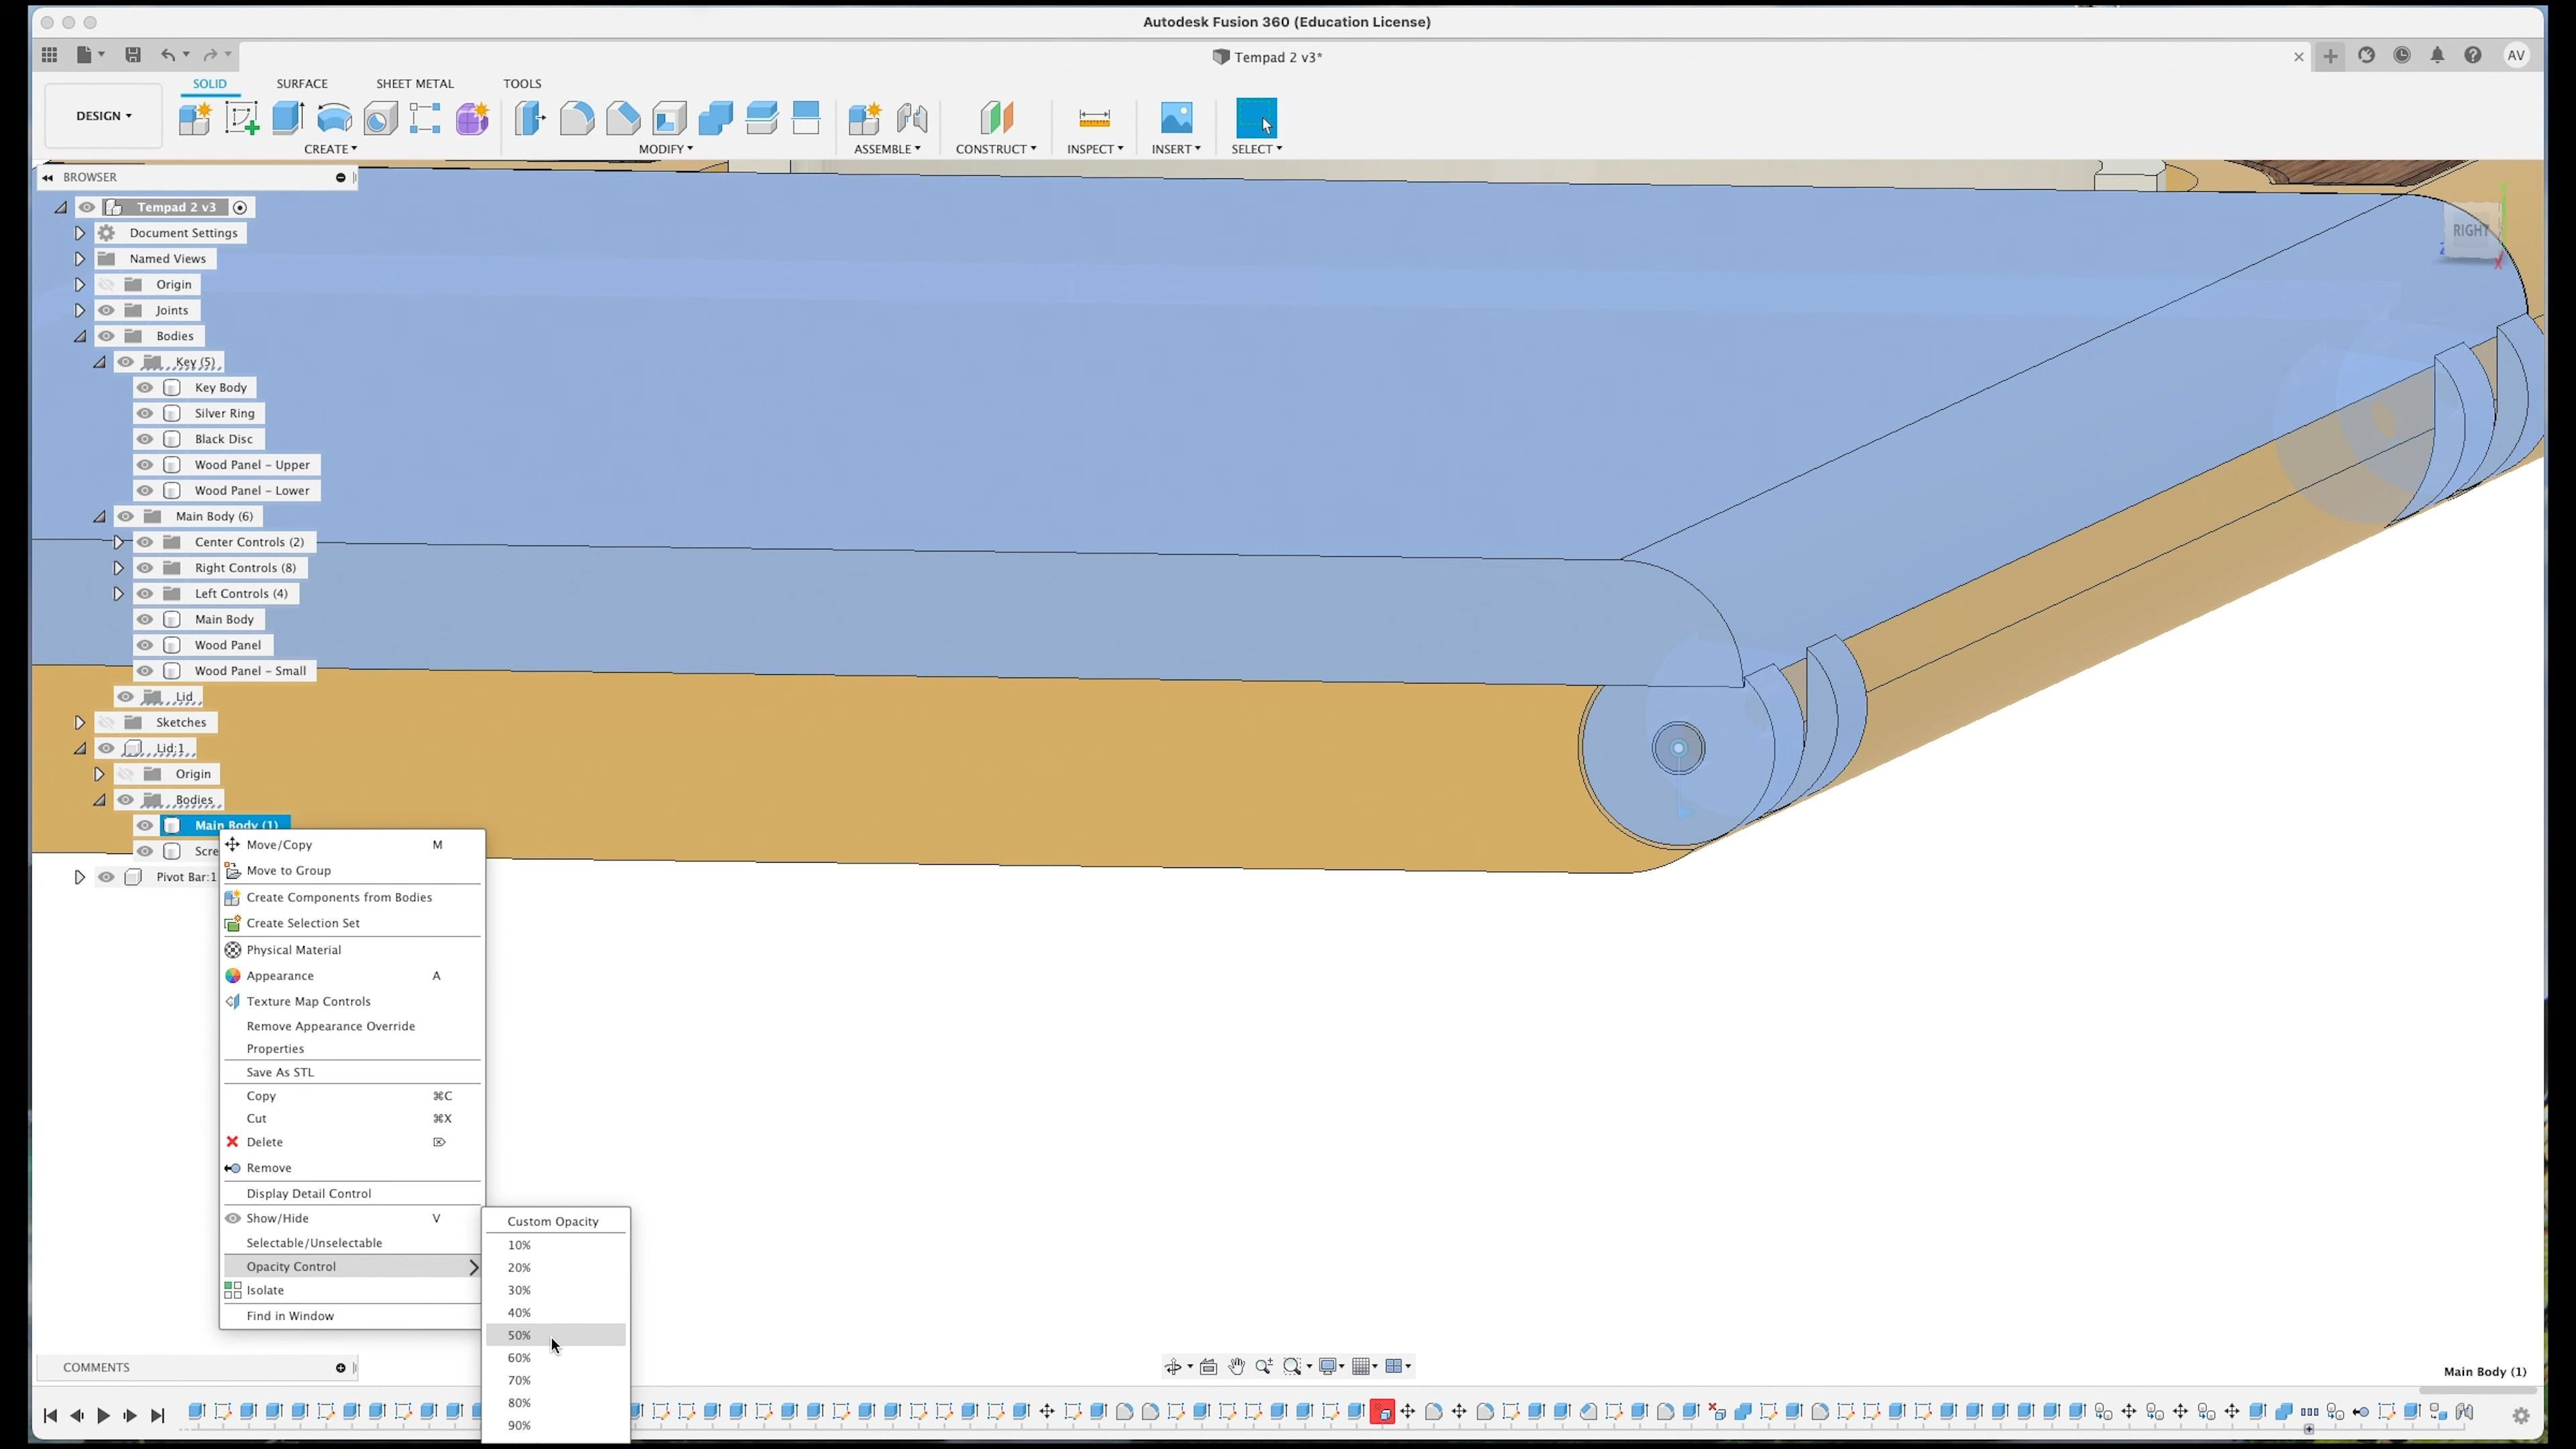 Autodesk Fusion 360 (Education License)
Tempad 2 v3*
AV
SOLID SURFACE SHEET METAL TOOLS
DESIGN
CREATE MODIFY ASSEMBLE CONSTRUCT INSPECT INSERT SELECT
BROWSER
Tempad 2 v3
Document Settings
Named Views
Origin
Joints
Bodies
Key (5)
Key Body
Silver Ring
Black Disc
Wood Panel - Upper
Wood Panel - Lower
Main Body (6)
Center Controls (2)
Right Controls (8)
Left Controls (4)
Main Body
Wood Panel
Wood Panel - Small
Lid
Sketches
Lid:1
Origin
Bodies
Main Body (1)
Scre
Pivot Bar:1
RIGHT
Z
X
Move/Copy M
Move to Group
Create Components from Bodies
Create Selection Set
Physical Material
Appearance A
Texture Map Controls
Remove Appearance Override
Properties
Save As STL
Copy ⌘C
Cut ⌘X
Delete ⌦
Remove
Display Detail Control
Show/Hide V
Selectable/Unselectable
Opacity Control
Isolate
Find in Window
Custom Opacity
10%
20%
30%
40%
50%
60%
70%
80%
90%
COMMENTS
Main Body (1)